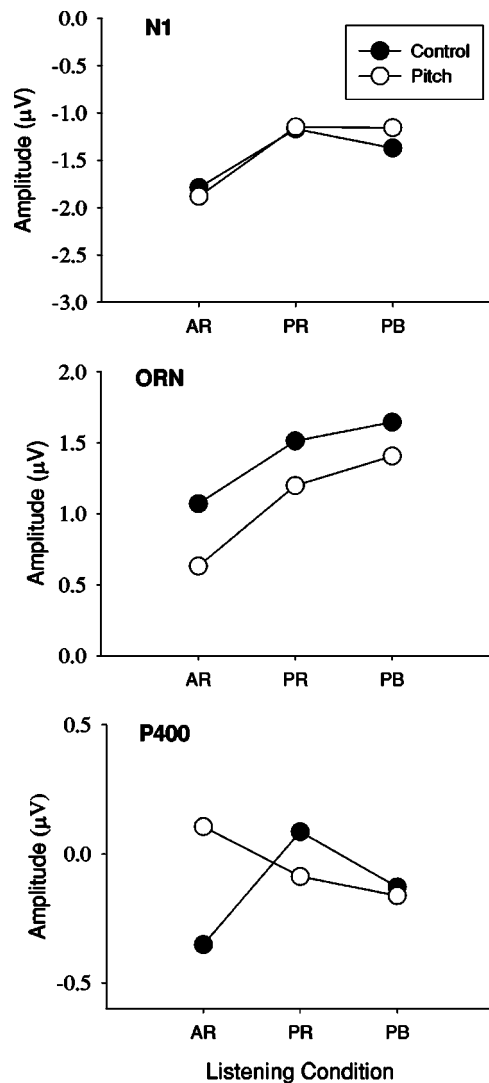 N1
Control
Pitch
Amplitude (µV)
0.0
-0.5
-1.0
-1.5
-2.0
-2.5
-3.0
AR PR PB
ORN
Amplitude (µV)
2.0
1.5
1.0
0.5
0.0
AR PR PB
P400
Amplitude (µV)
0.5
0.0
-0.5
AR PR PB
Listening Condition